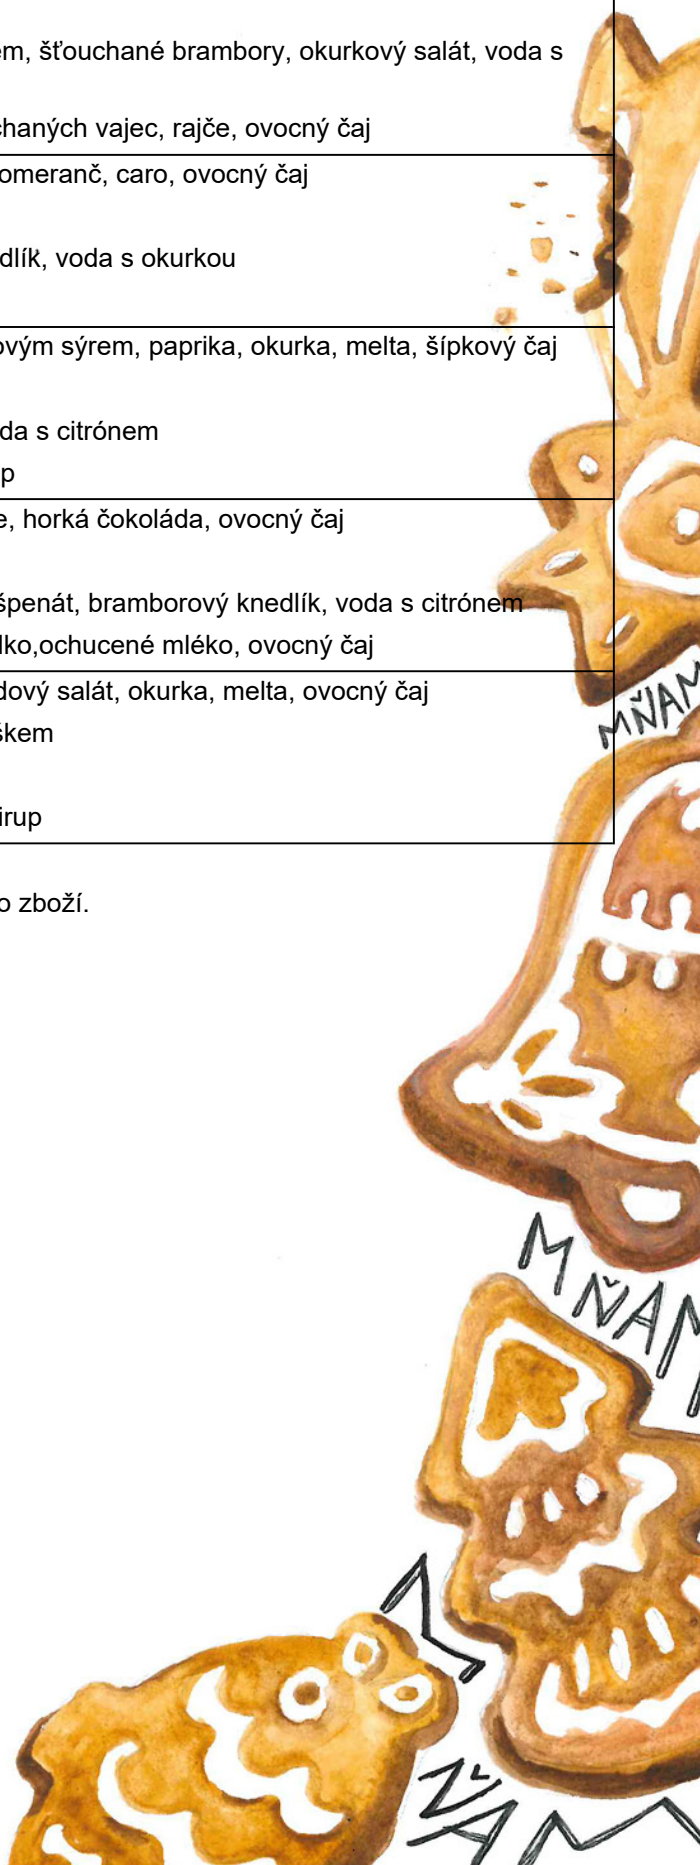 em, šťouchané brambory, okurkový salát, voda s
chaných vajec, rajče, ovocný čaj
omeranč, caro, ovocný čaj
dlík, voda s okurkou
ovým sýrem, paprika, okurka, melta, šípkový čaj
da s citrónem
p
e, horká čokoláda, ovocný čaj
špenát, bramborový knedlík, voda s citrónem
lko,ochucené mléko, ovocný čaj
dový salát, okurka, melta, ovocný čaj
škem
MŇAM
irup
o zboží.
MŇAM
MŇAM